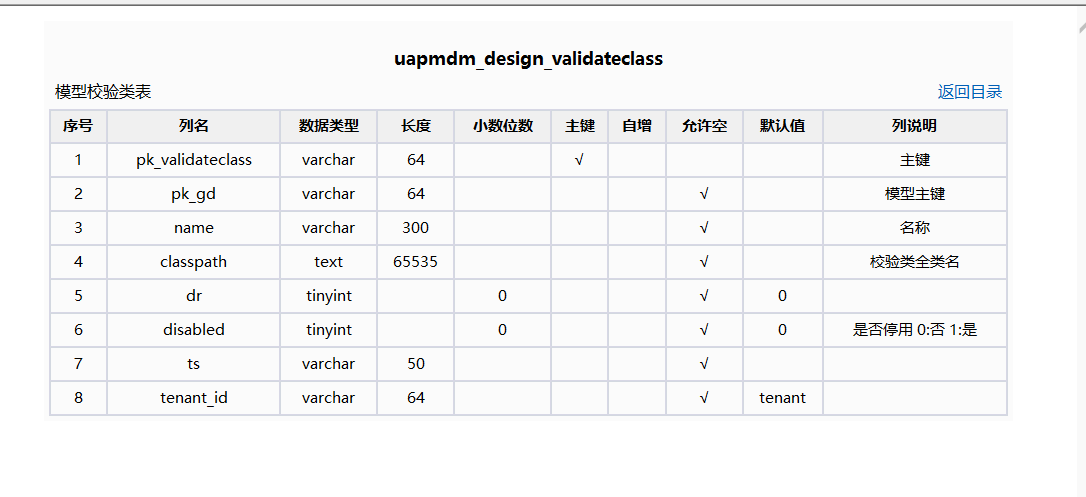 uapmdm_design_validateclass
模型校验类表 返回目录
序号 列名 数据类型 长度 小数位数 主键 自增 允许空 默认值 列说明
1 pk_validateclass varchar 64 √ 主键
2 pk_gd varchar 64 √ 模型主键
3 name varchar 300 √ 名称
4 classpath text 65535 √ 校验类全类名
5 dr tinyint 0 √ 0
6 disabled tinyint 0 √ 0 是否停用 0:否 1:是
7 ts varchar 50 √
8 tenant_id varchar 64 √ tenant